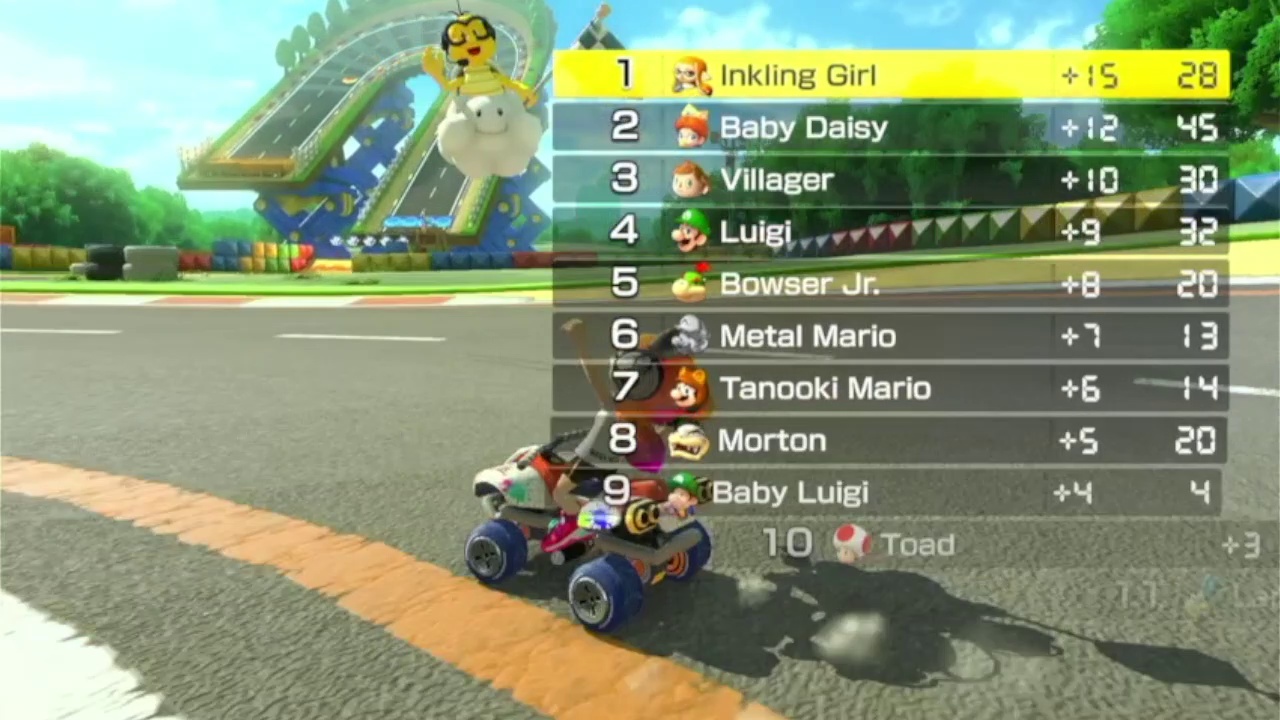 1 Inkling Girl +15 28
2 Baby Daisy +12 45
3 Villager +10 30
4 Luigi +9 32
5 Bowser Jr. +8 20
6 Metal Mario +7 13
7 Tanooki Mario +6 14
8 Morton +5 20
9 Baby Luigi +4 4
10 Toad +3
11